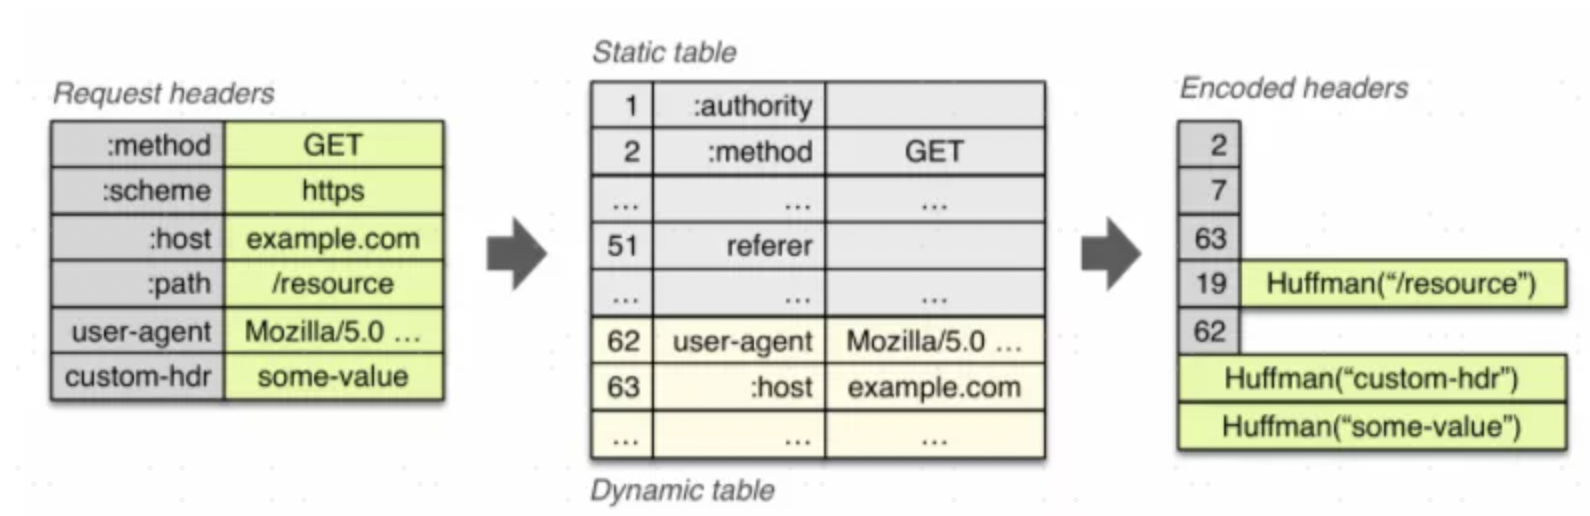 Request headers
:method GET
:scheme https
:host example.com
:path /resource
user-agent Mozilla/5.0 ...
custom-hdr some-value
Static table
1 :authority
2 :method GET
... ... ...
51 referer
... ... ...
62 user-agent Mozilla/5.0 ...
63 :host example.com
... ... ...
Dynamic table
Encoded headers
2
7
63
19 Huffman(“/resource”)
62
Huffman(“custom-hdr”)
Huffman(“some-value”)